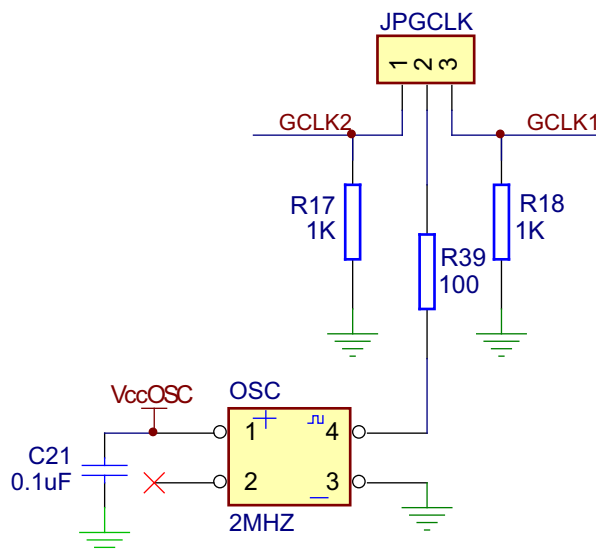 JPGCLK
1 2 3
GCLK2 GCLK1
R17 1K
R18 1K
R39 100
VccOSC
OSC
1 4
2 3
C21 0.1uF
2MHZ